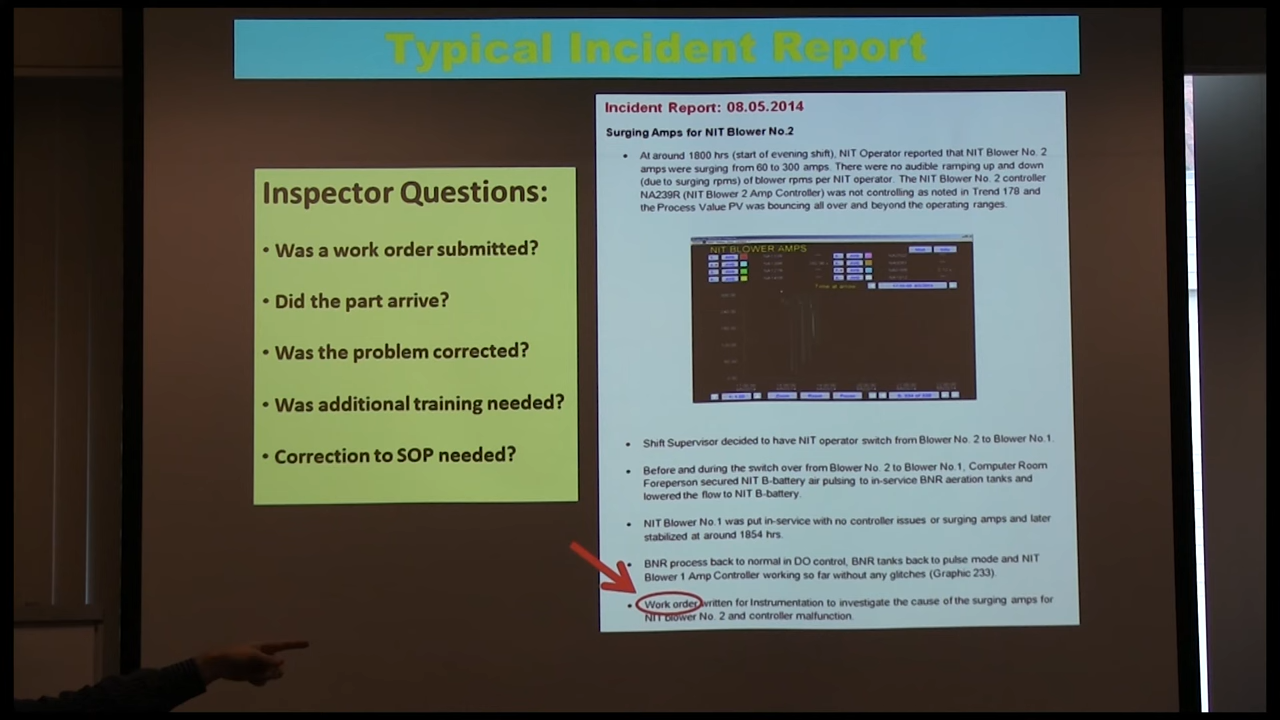 Typical Incident Report
Inspector Questions:
• Was a work order submitted?
• Did the part arrive?
• Was the problem corrected?
• Was additional training needed?
• Correction to SOP needed?
Incident Report: 08.05.2014
Surging Amps for NIT Blower No.2
• At around 1800 hrs (start of evening shift), NIT Operator reported that NIT Blower No. 2
amps were surging from 60 to 300 amps. There were no audible ramping up and down
(due to surging rpms) of blower rpms per NIT operator. The NIT Blower No. 2 controller
NA239R (NIT Blower 2 Amp Controller) was not controlling as noted in Trend 178 and
the Process Value PV was bouncing all over and beyond the operating ranges.
NIT BLOWER AMPS
• Shift Supervisor decided to have NIT operator switch from Blower No. 2 to Blower No.1.
• Before and during the switch over from Blower No. 2 to Blower No.1, Computer Room
Foreperson secured NIT B-battery air pulsing to in-service BNR aeration tanks and
lowered the flow to NIT B-battery.
• NIT Blower No.1 was put in-service with no controller issues or surging amps and later
stabilized at around 1854 hrs.
• BNR process back to normal in DO control, BNR tanks back to pulse mode and NIT
Blower 1 Amp Controller working so far without any glitches (Graphic 233).
• Work order written for Instrumentation to investigate the cause of the surging amps for
NIT blower No. 2 and controller malfunction.